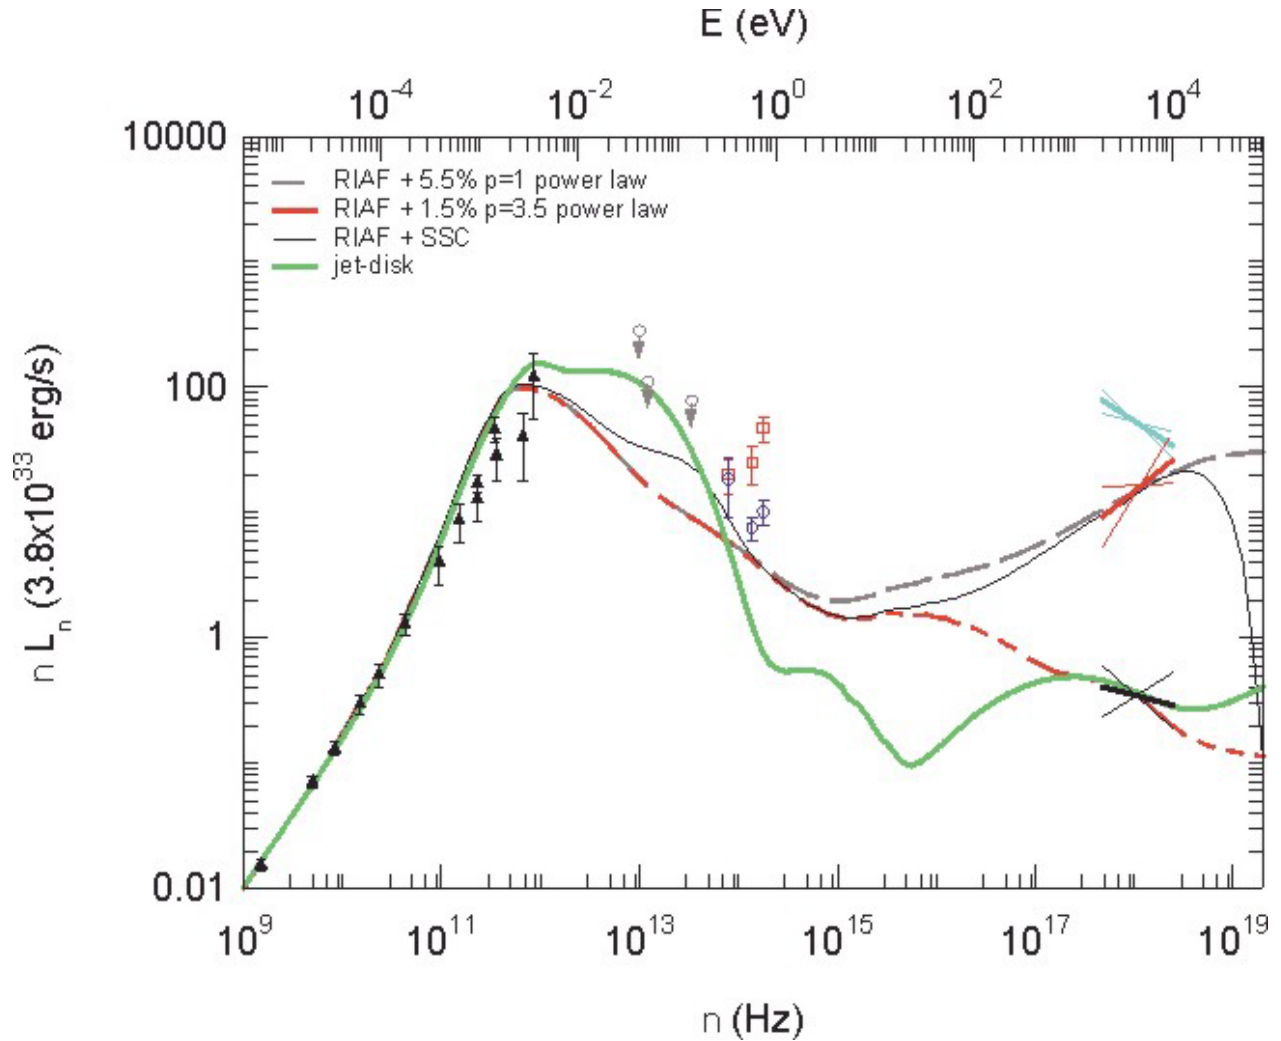 E (eV)
10⁻⁴ 10⁻² 10⁰ 10² 10⁴
10000
RIAF + 5.5% p=1 power law
RIAF + 1.5% p=3.5 power law
RIAF + SSC
jet-disk
100
n Lₙ (3.8x10³³ erg/s)
1
0.01
10⁹ 10¹¹ 10¹³ 10¹⁵ 10¹⁷ 10¹⁹
n (Hz)